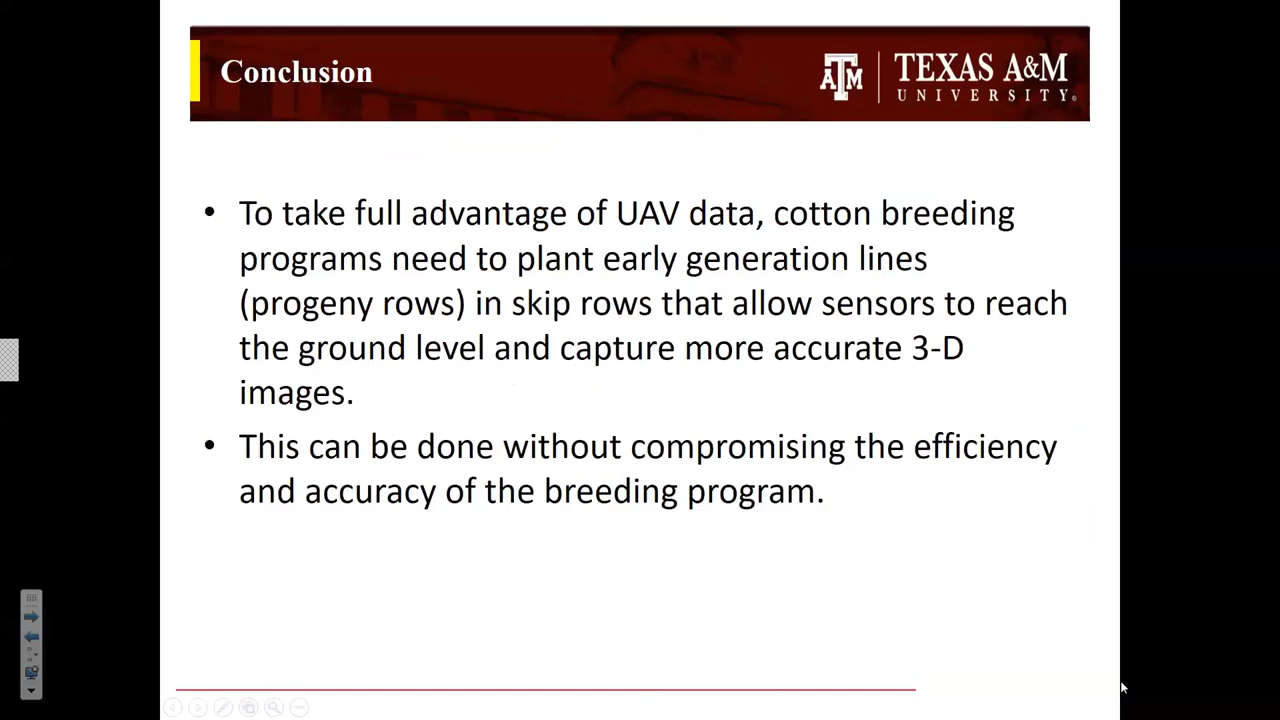 Conclusion
ATM
TEXAS A&M
UNIVERSITY®
• To take full advantage of UAV data, cotton breeding
programs need to plant early generation lines
(progeny rows) in skip rows that allow sensors to reach
the ground level and capture more accurate 3-D
images.
• This can be done without compromising the efficiency
and accuracy of the breeding program.